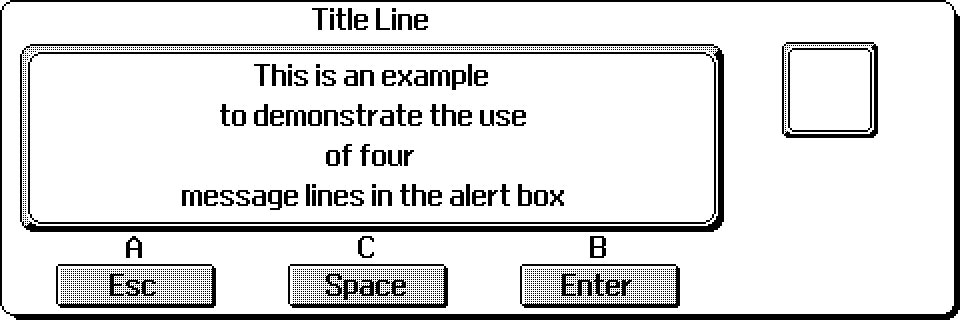 Title Line
This is an example
to demonstrate the use
of four
message lines in the alert box
A C B
Esc Space Enter